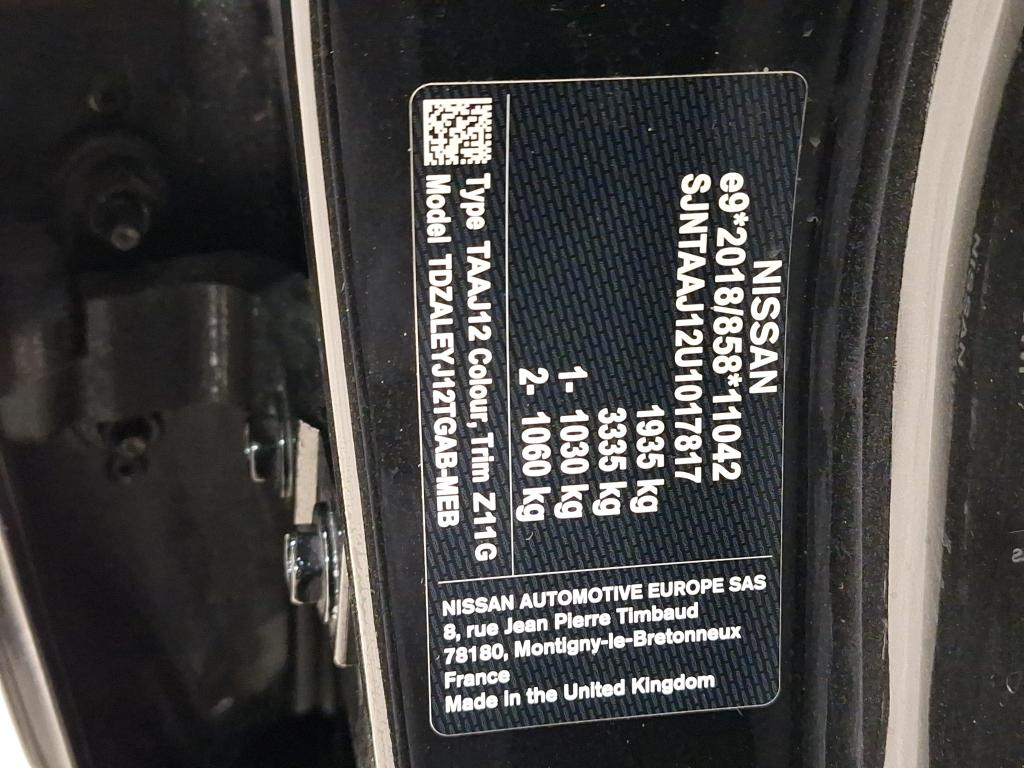 NISSAN
e9*2018/858*11042
SJNTAAJ12U1017817
1935 kg
3335 kg
1- 1030 kg
2- 1060 kg
Type TAAJ12 Colour, Trim Z11G
Model TDZALEYJ12TGAB-MEB
NISSAN AUTOMOTIVE EUROPE SAS
8, rue Jean Pierre Timbaud
78180, Montigny-le-Bretonneux
France
Made in the United Kingdom